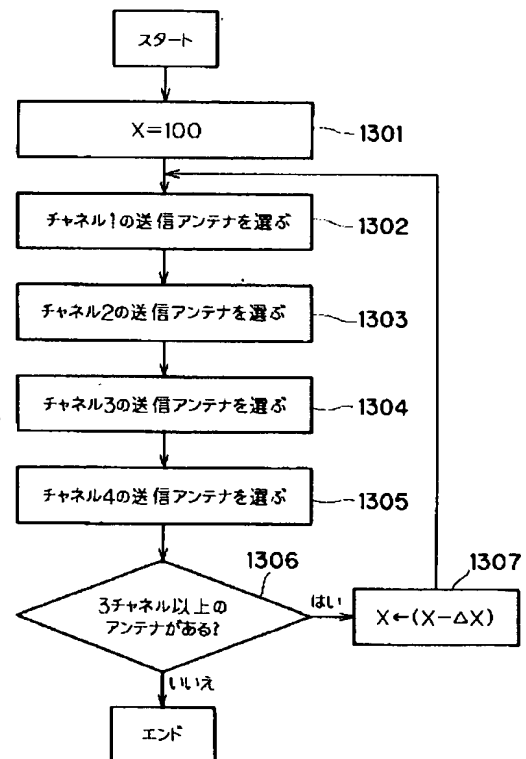 スタート
X=100
1301
チャネル1の送信アンテナを選ぶ
1302
チャネル2の送信アンテナを選ぶ
1303
チャネル3の送信アンテナを選ぶ
1304
チャネル4の送信アンテナを選ぶ
1305
1306
3チャネル以上の
アンテナがある?
はい
1307
X←(X-ΔX)
いいえ
エンド